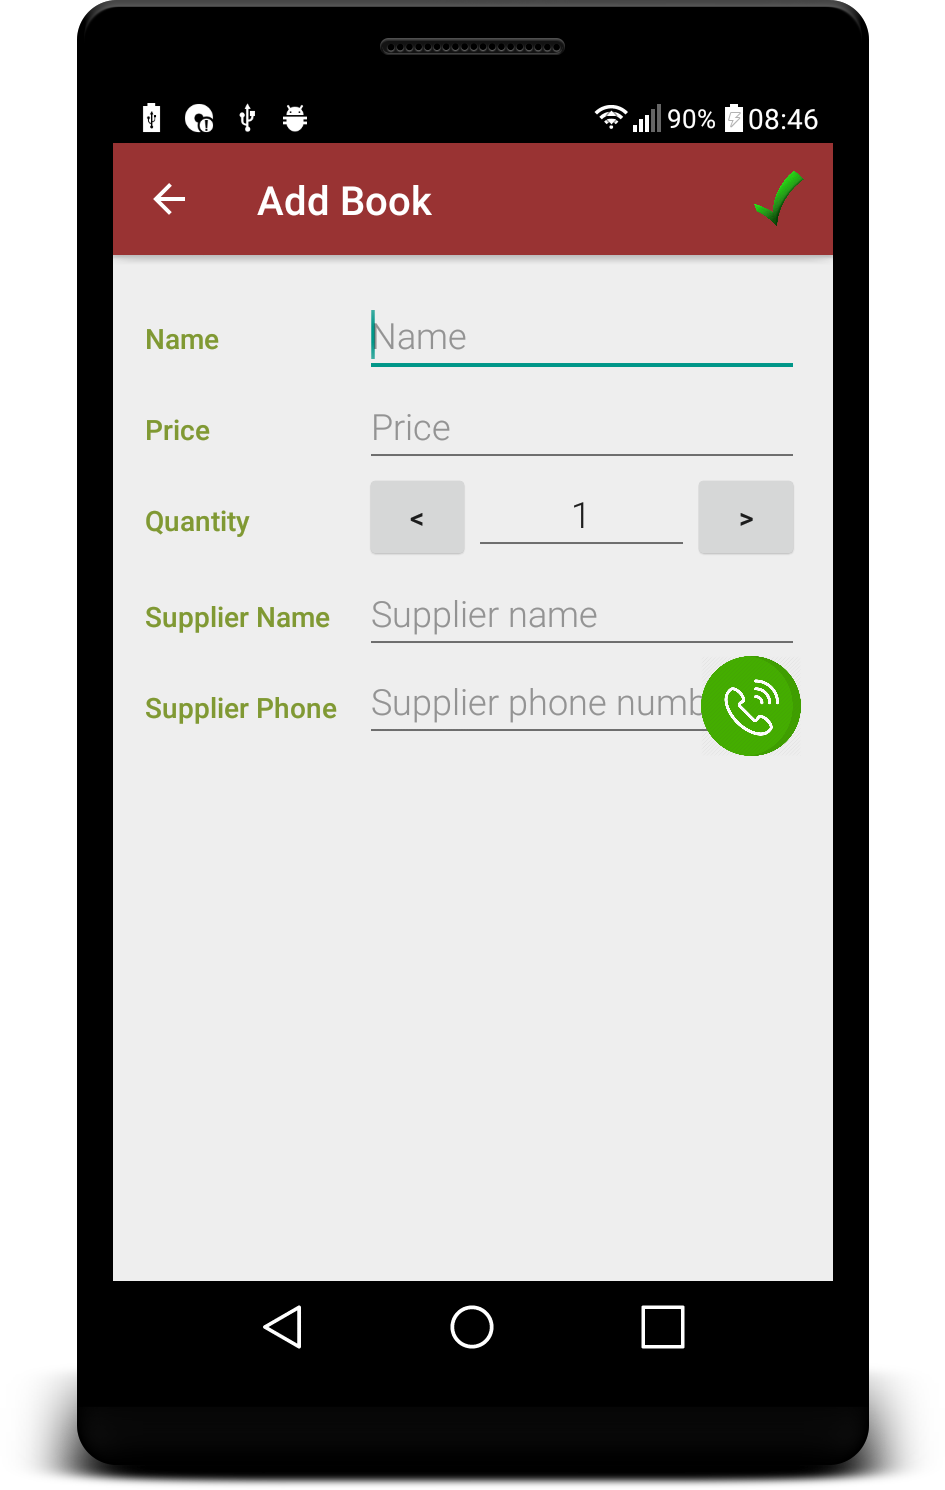 90% 08:46
Add Book
Name Name
Price Price
Quantity < 1 >
Supplier Name Supplier name
Supplier Phone Supplier phone numb